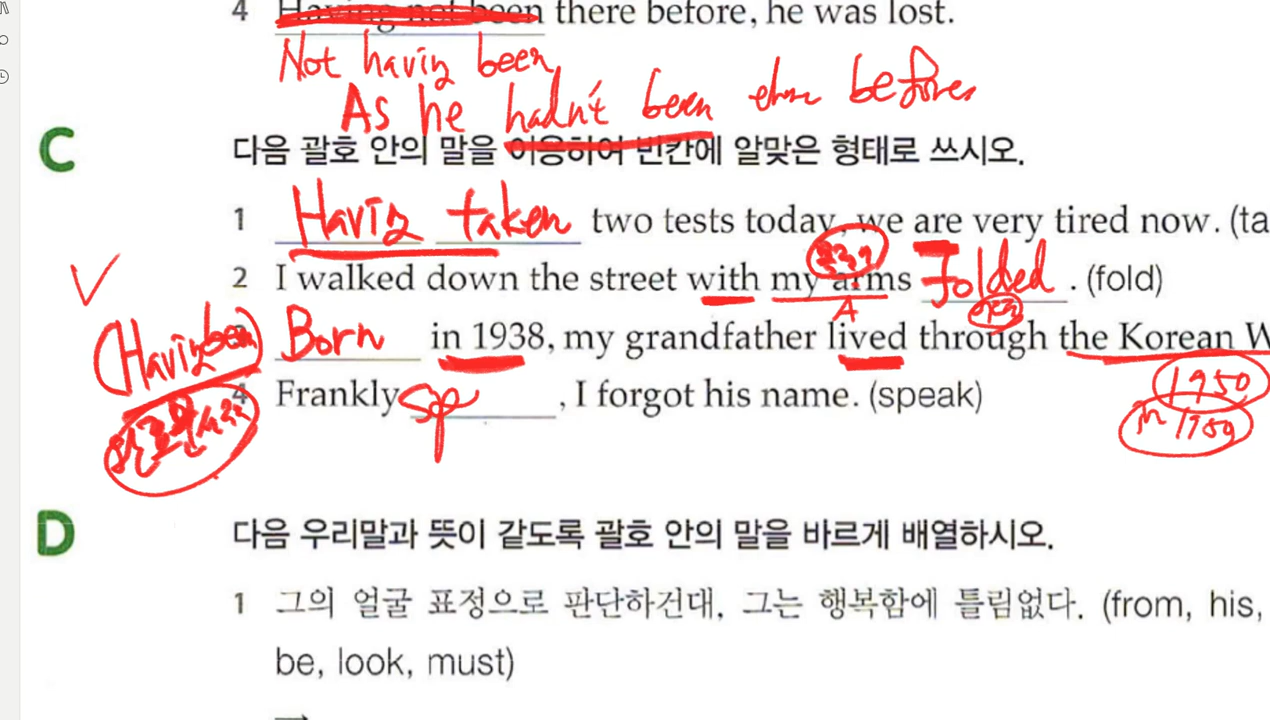 4 Having not been there before, he was lost.
Not having been
As he hadn't been before
C 다음 괄호 안의 말을 이용하여 빈칸에 알맞은 형태로 쓰시오.
1 Having taken two tests today, we are very tired now. (ta
2 I walked down the street with my arms Folded . (fold)
A
(Having been) Born in 1938, my grandfather lived through the Korean W
1950
4 Frankly sp , I forgot his name. (speak)
in 1950
D 다음 우리말과 뜻이 같도록 괄호 안의 말을 바르게 배열하시오.
1 그의 얼굴 표정으로 판단하건대, 그는 행복함에 틀림없다. (from, his,
be, look, must)